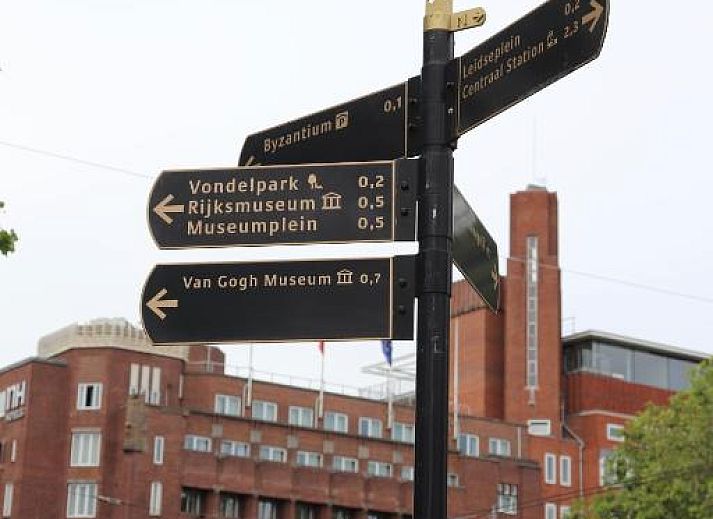 Leidseplein 0.2
Centraal Station 2.3
Byzantium 0,1
Vondelpark 0,2
Rijksmuseum 0,5
Museumplein 0,5
Van Gogh Museum 0,7